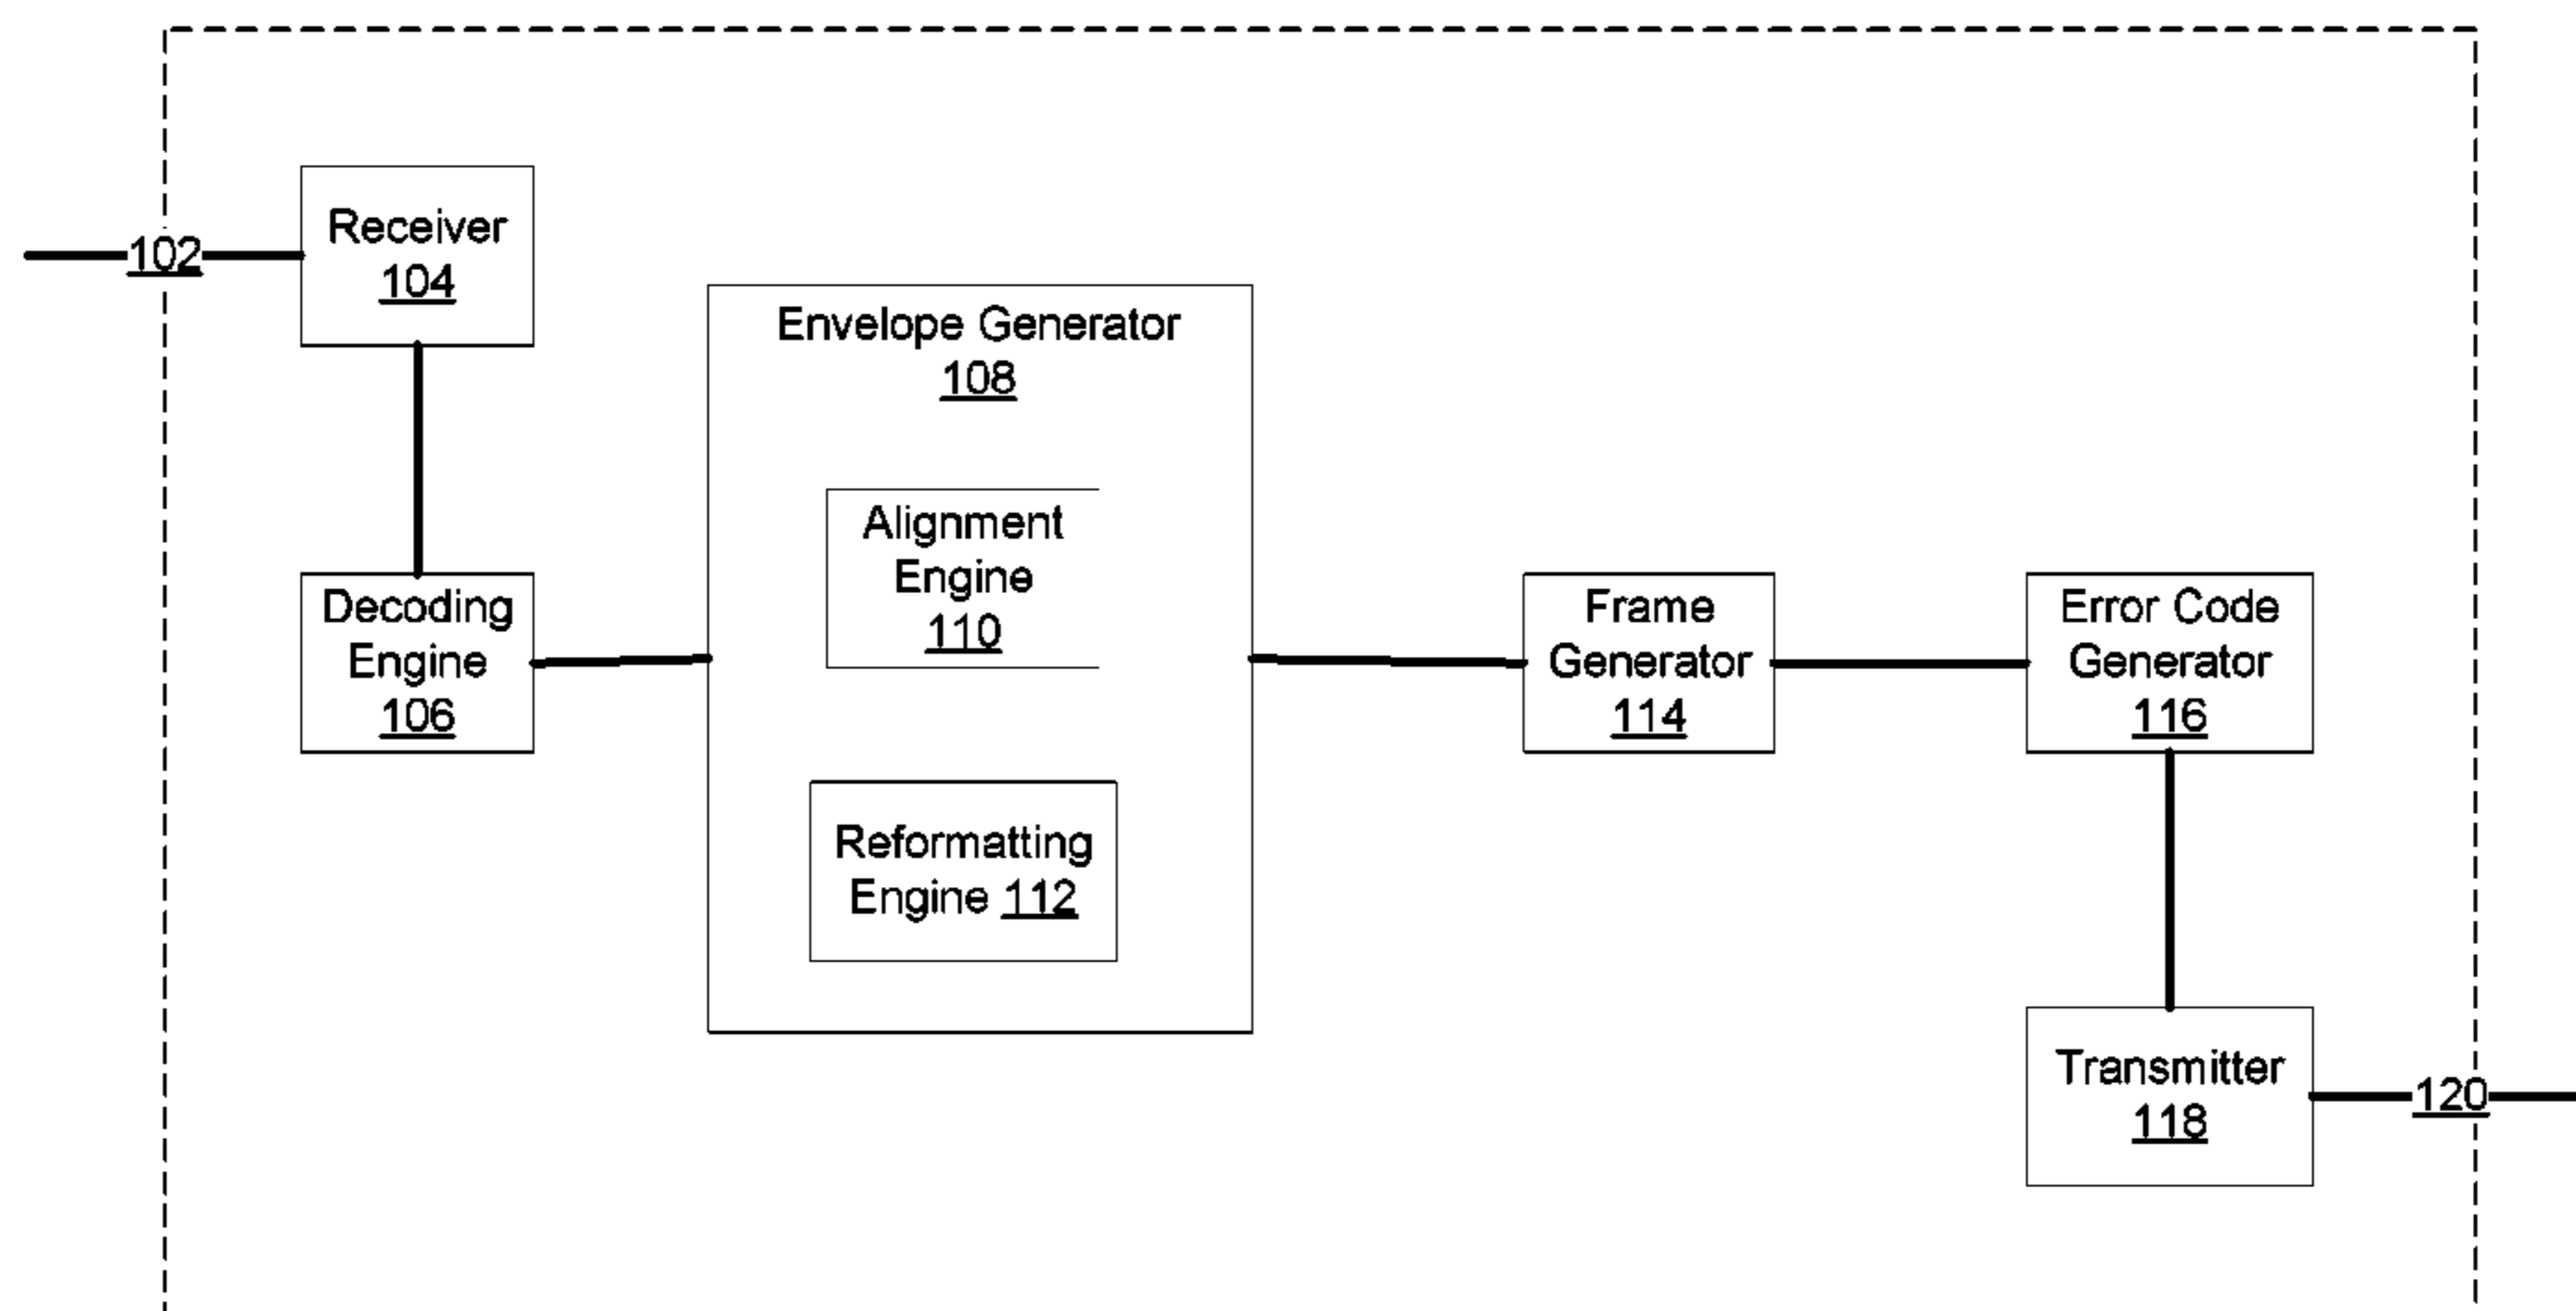 102
Receiver
104
Decoding
Engine
106
Envelope Generator
108
Alignment
Engine
110
Reformatting
Engine 112
Frame
Generator
114
Error Code
Generator
116
Transmitter
118
120